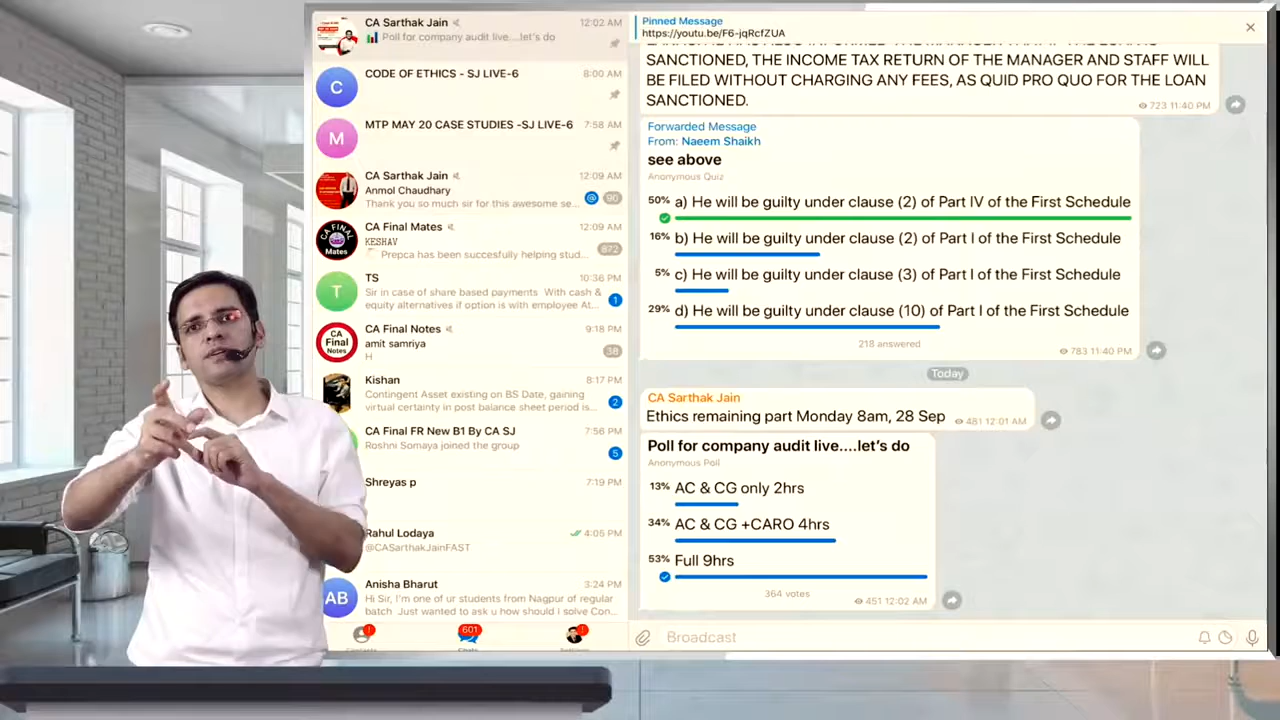 CA Sarthak Jain 12:02 AM
Poll for company audit live....let's do
CODE OF ETHICS - SJ LIVE-6 8:00 AM
C
MTP MAY 20 CASE STUDIES -SJ LIVE-6 7:58 AM
M
CA Sarthak Jain 12:09 AM
Anmol Chaudhary
Thank you so much sir for this awesome se... @ 90
CA Final Mates 12:09 AM
KESHAV
Prepca has been succesfully helping stud... 872
CA Final Mates
TS 10:36 PM
T
Sir in case of share based payments With cash &
equity alternatives if option is with employee At... 1
CA Final Notes 9:18 PM
amit samriya
H 38
CA
Final
Notes
Kishan 8:17 PM
Contingent Asset existing on BS Date, gaining
virtual certainty in post balance sheet period is... 2
CA Final FR New B1 By CA SJ 7:56 PM
Roshni Somaya joined the group 5
Shreyas p 7:19 PM
Rahul Lodaya 4:05 PM
@CASarthakJainFAST
Anisha Bharut 3:24 PM
AB
Hi Sir, I'm one of ur students from Nagpur of regular
batch Just wanted to ask u how should i solve Con...
! 601 !
Pinned Message
https://youtu.be/F6-jqRcfZUA
SANCTIONED, THE INCOME TAX RETURN OF THE MANAGER AND STAFF WILL
BE FILED WITHOUT CHARGING ANY FEES, AS QUID PRO QUO FOR THE LOAN
SANCTIONED.
723 11:40 PM
Forwarded Message
From: Naeem Shaikh
see above
Anonymous Quiz
50% a) He will be guilty under clause (2) of Part IV of the First Schedule
16% b) He will be guilty under clause (2) of Part I of the First Schedule
5% c) He will be guilty under clause (3) of Part I of the First Schedule
29% d) He will be guilty under clause (10) of Part I of the First Schedule
218 answered
783 11:40 PM
Today
CA Sarthak Jain
Ethics remaining part Monday 8am, 28 Sep 481 12:01 AM
Poll for company audit live....let's do
Anonymous Poll
13% AC & CG only 2hrs
34% AC & CG +CARO 4hrs
53% Full 9hrs
364 votes
451 12:02 AM
Broadcast